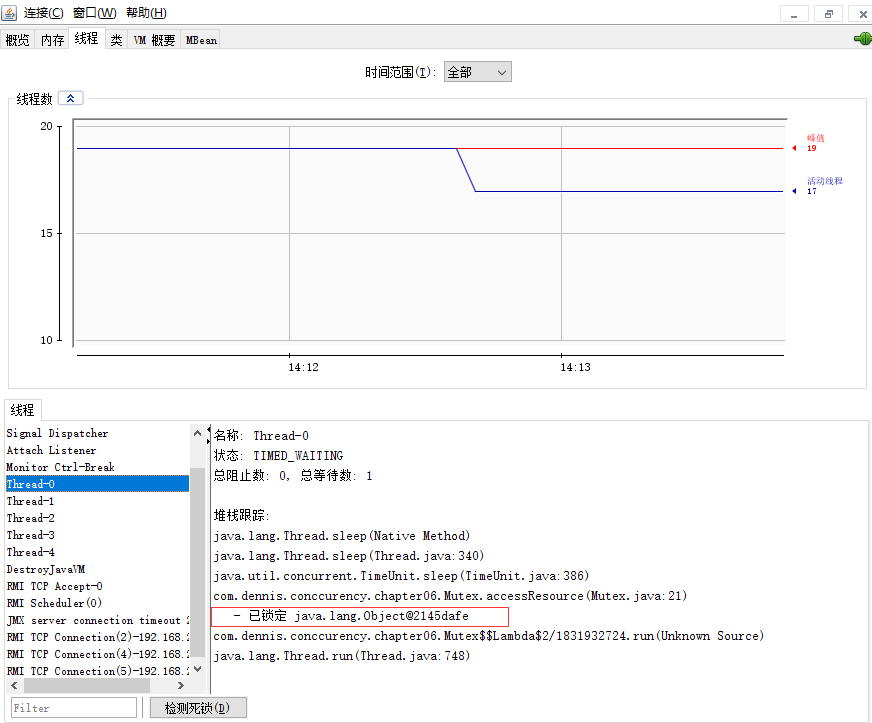 连接(C) 窗口(W) 帮助(H)
概览 内存 线程 类 VM 概要 MBean
时间范围(T): 全部
线程数
20
15
10
峰值
19
活动线程
17
14:12 14:13
线程
Signal Dispatcher
Attach Listener
Monitor Ctrl-Break
Thread-0
Thread-1
Thread-2
Thread-3
Thread-4
DestroyJavaVM
RMI TCP Accept-0
RMI Scheduler(0)
JMX server connection timeout 2
RMI TCP Connection(2)-192.168.2
RMI TCP Connection(4)-192.168.2
RMI TCP Connection(5)-192.168.2
Filter
检测死锁(D)
名称: Thread-0
状态: TIMED_WAITING
总阻止数: 0, 总等待数: 1
堆栈跟踪:
java.lang.Thread.sleep(Native Method)
java.lang.Thread.sleep(Thread.java:340)
java.util.concurrent.TimeUnit.sleep(TimeUnit.java:386)
com.dennis.conccurency.chapter06.Mutex.accessResource(Mutex.java:21)
- 已锁定 java.lang.Object@2145dafe
com.dennis.conccurency.chapter06.Mutex$$Lambda$2/1831932724.run(Unknown Source)
java.lang.Thread.run(Thread.java:748)